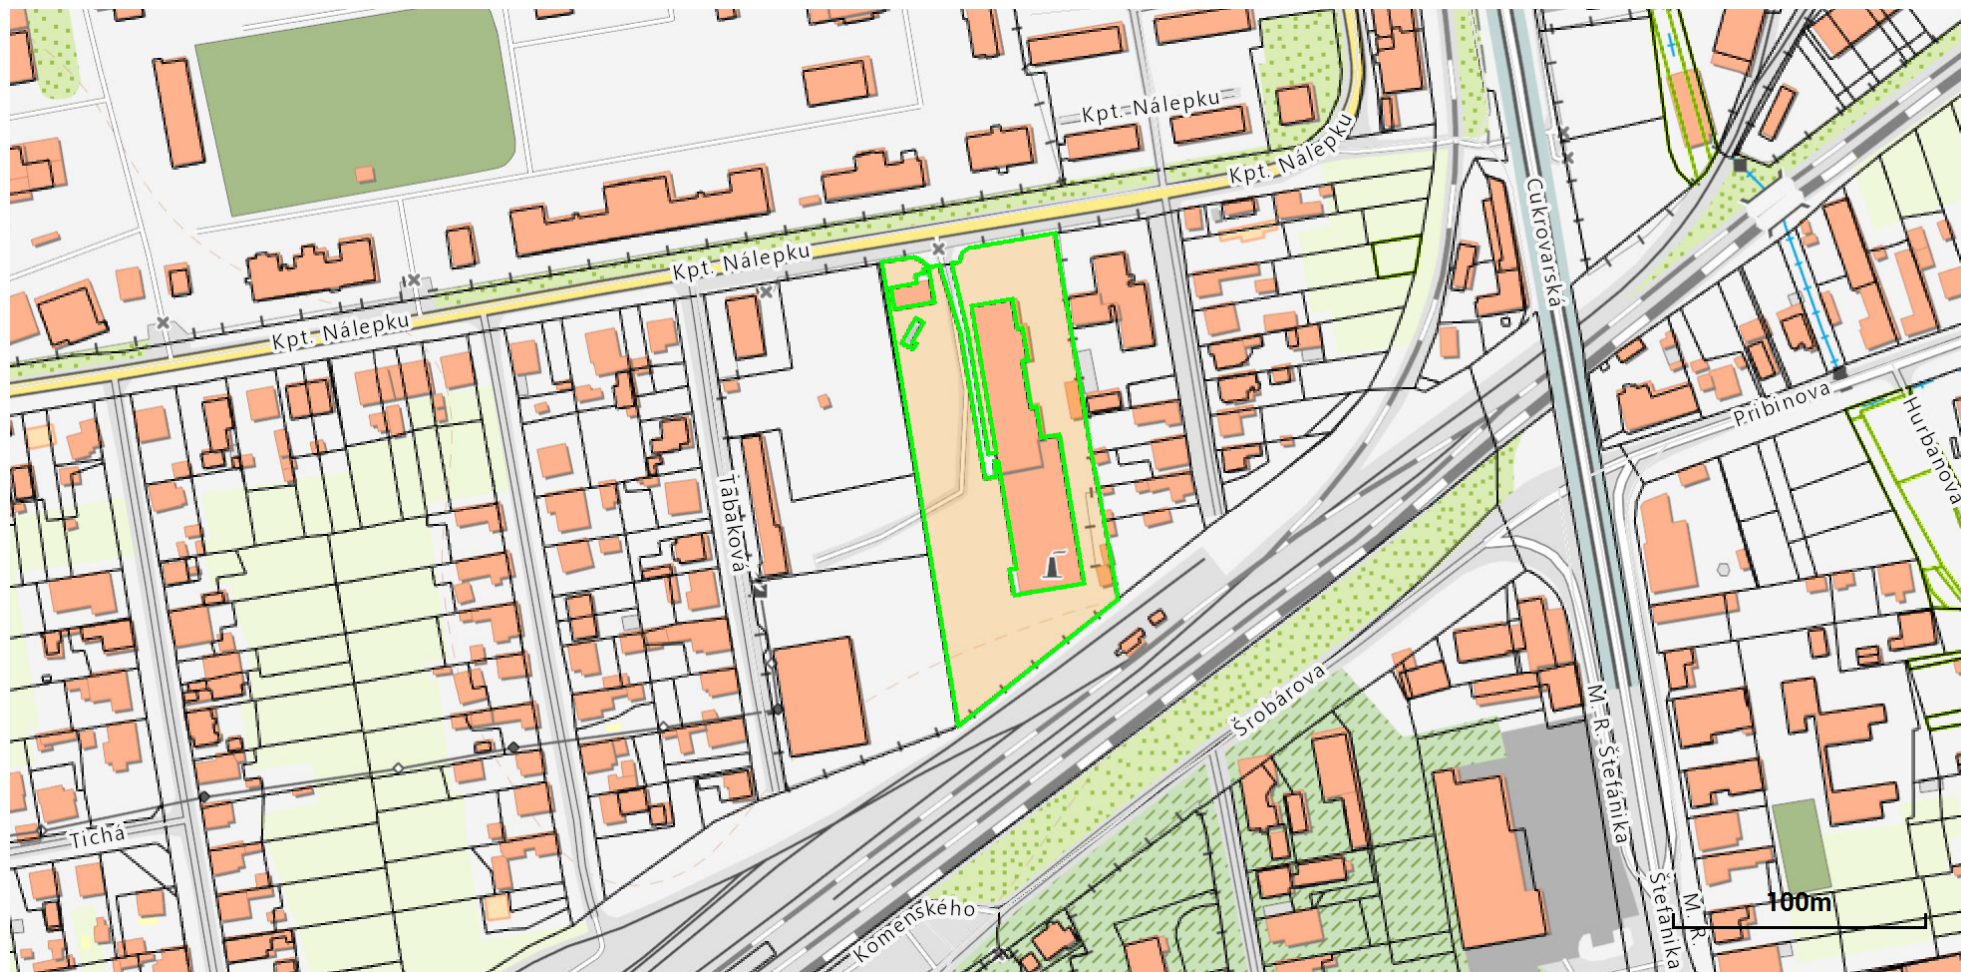 Kpt. Nálepku
Kpt. Nálepku
Kpt. Nálepku
Kpt. Nálepku
Cukrovarská
Pribinova
Hurbanova
Tabaková
Šrobárova
M. R. Štefánika
Tichá
Komenského
M. R. Štefánika
100m